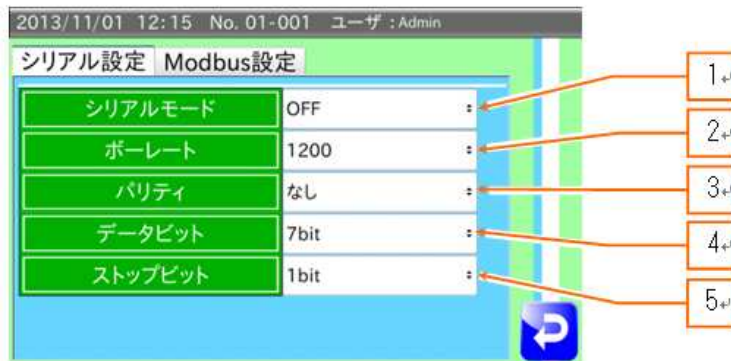 2013/11/01 12:15 No. 01-001 ユーザ : Admin
シリアル設定 Modbus設定
シリアルモード OFF 1
ボーレート 1200 2
パリティ なし 3
データビット 7bit 4
ストップビット 1bit 5